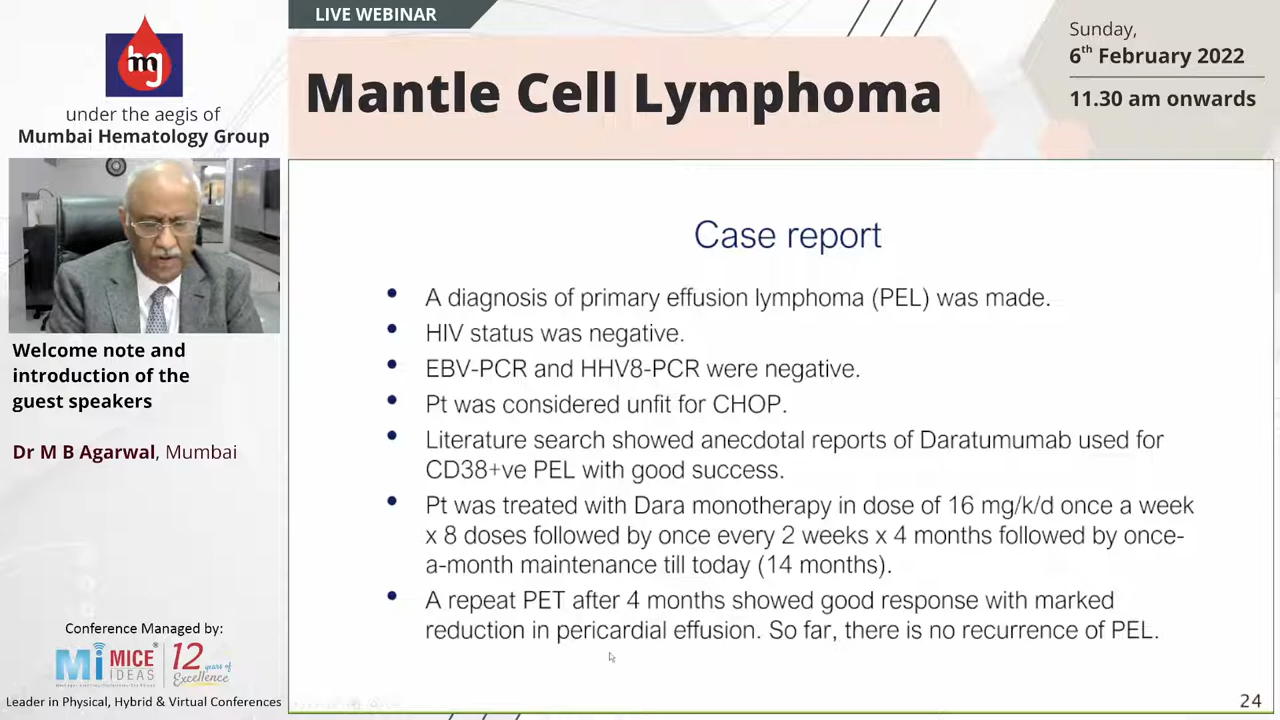 LIVE WEBINAR
Mantle Cell Lymphoma
Sunday,
6th February 2022
11.30 am onwards
mg
under the aegis of
Mumbai Hematology Group
Welcome note and
introduction of the
guest speakers
Dr M B Agarwal, Mumbai
Conference Managed by:
Mi MICE IDEAS
12 years of Excellence
Leader in Physical, Hybrid & Virtual Conferences
Case report
• A diagnosis of primary effusion lymphoma (PEL) was made.
• HIV status was negative.
• EBV-PCR and HHV8-PCR were negative.
• Pt was considered unfit for CHOP.
• Literature search showed anecdotal reports of Daratumumab used for
CD38+ve PEL with good success.
• Pt was treated with Dara monotherapy in dose of 16 mg/k/d once a week
x 8 doses followed by once every 2 weeks x 4 months followed by once-
a-month maintenance till today (14 months).
• A repeat PET after 4 months showed good response with marked
reduction in pericardial effusion. So far, there is no recurrence of PEL.
24